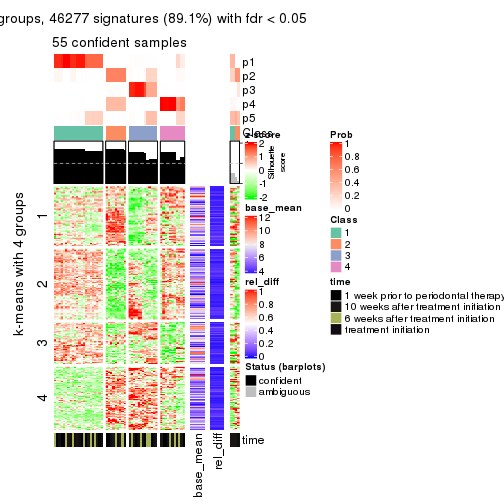 groups, 46277 signatures (89.1%) with fdr < 0.05
55 confident samples
p1
p2
p3
p4
p5
Class
z-score
2
1
0
-1
-2
Silhouette
score
base_mean
12
10
8
6
4
rel_diff
1
0.8
0.6
0.4
0.2
0
Status (barplots)
confident
ambiguous
Prob
1
0.8
0.6
0.4
0.2
0
Class
1
2
3
4
time
1 week prior to periodontal therapy
10 weeks after treatment initiation
6 weeks after treatment initiation
treatment initiation
k-means with 4 groups
1
2
3
4
time
base_mean
rel_diff